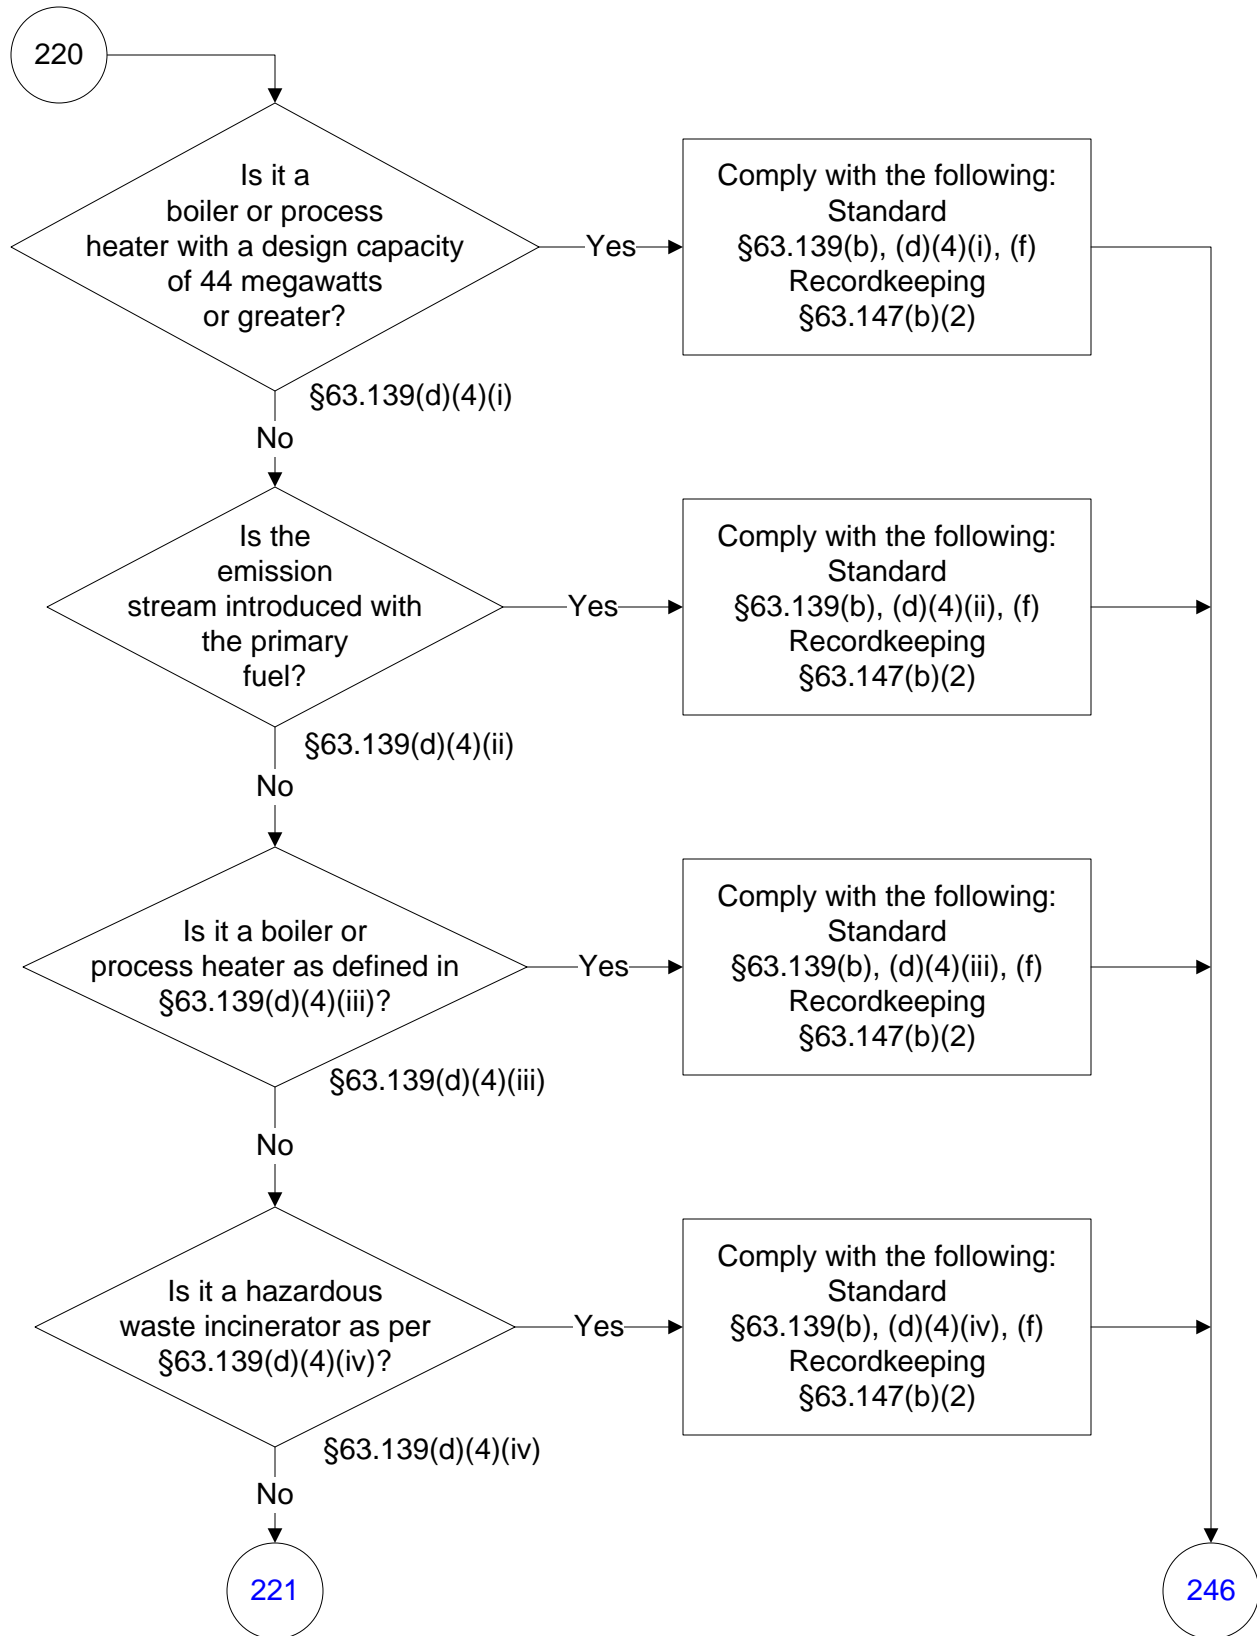 220
Is it a
boiler or process
heater with a design capacity
of 44 megawatts
or greater?
Yes
Comply with the following:
Standard
§63.139(b), (d)(4)(i), (f)
Recordkeeping
§63.147(b)(2)
§63.139(d)(4)(i)
No
Is the
emission
stream introduced with
the primary
fuel?
Yes
Comply with the following:
Standard
§63.139(b), (d)(4)(ii), (f)
Recordkeeping
§63.147(b)(2)
§63.139(d)(4)(ii)
No
Is it a boiler or
process heater as defined in
§63.139(d)(4)(iii)?
Yes
Comply with the following:
Standard
§63.139(b), (d)(4)(iii), (f)
Recordkeeping
§63.147(b)(2)
§63.139(d)(4)(iii)
No
Is it a hazardous
waste incinerator as per
§63.139(d)(4)(iv)?
Yes
Comply with the following:
Standard
§63.139(b), (d)(4)(iv), (f)
Recordkeeping
§63.147(b)(2)
§63.139(d)(4)(iv)
No
221
246